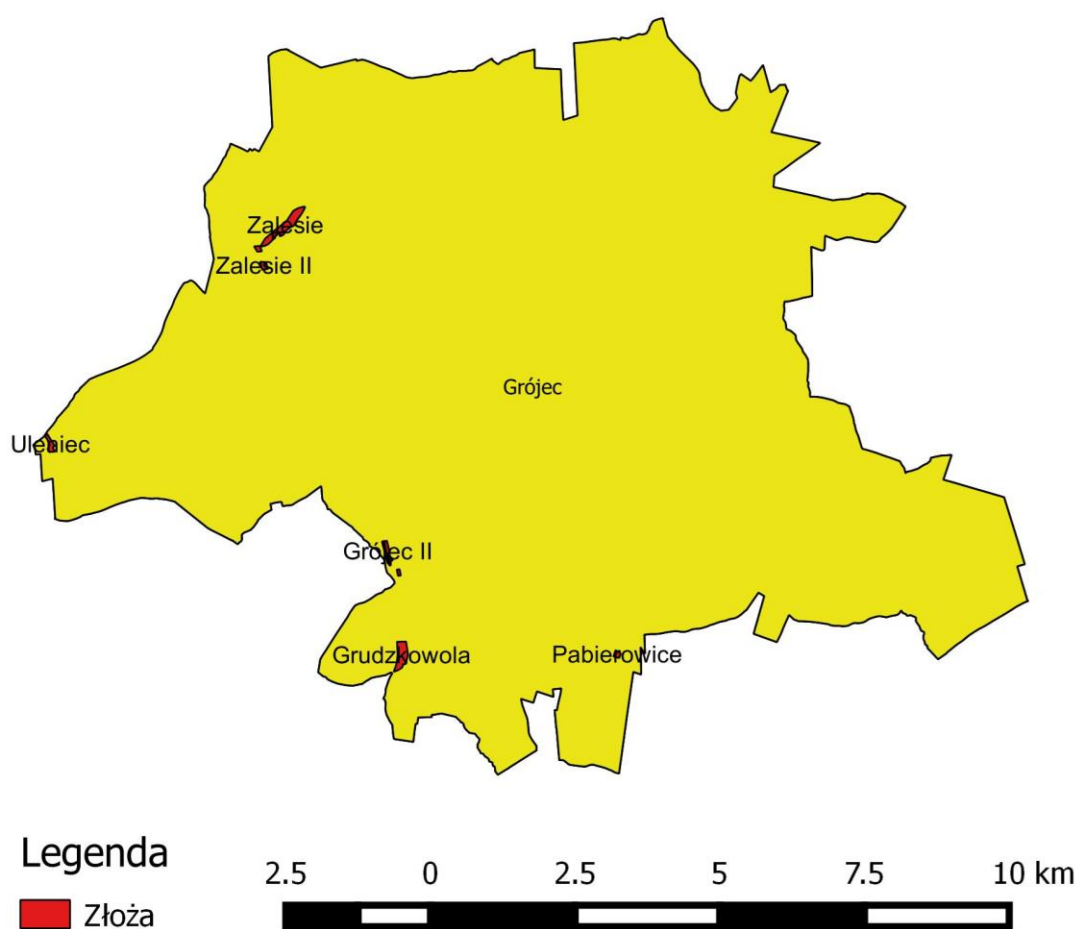 Zalesie
Zalesie II
Grójec
Uleniec
Grójec II
Grudzkowola
Pabierowice
Legenda
2.5 0 2.5 5 7.5 10 km
Złoża